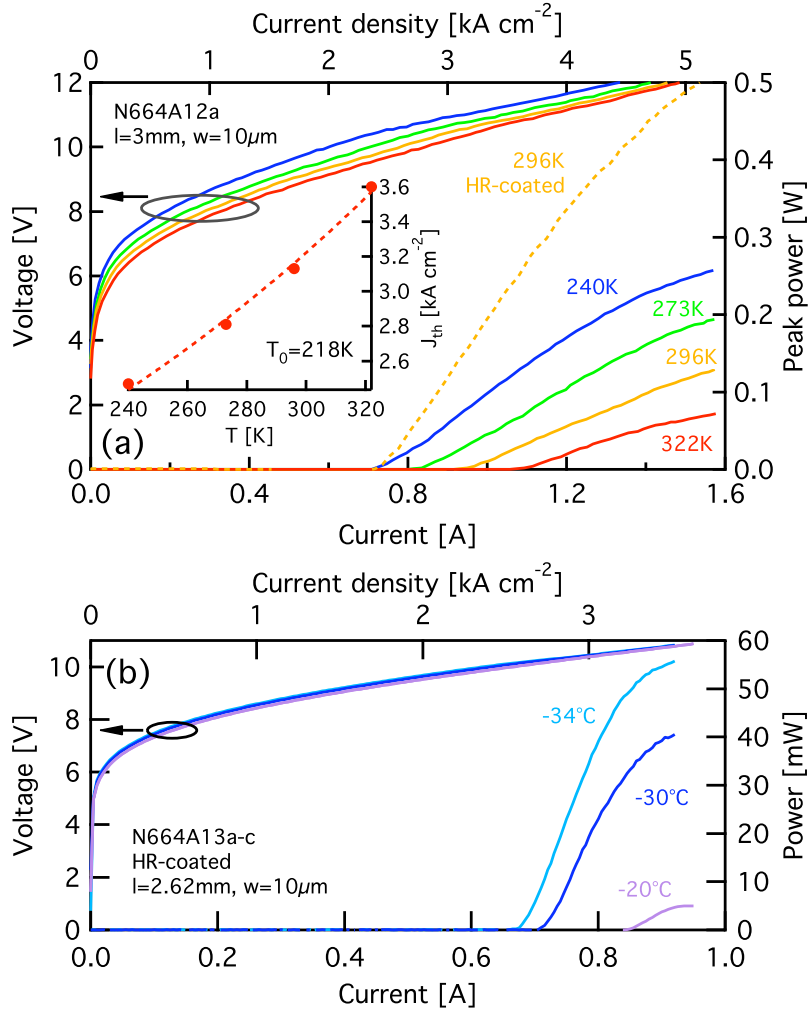 Current density [kA cm-2]
0 1 2 3 4 5
12
10
8
6
4
2
0
Voltage [V]
N664A12a
l=3mm, w=10µm
296K
HR-coated
240K
273K
296K
322K
0.5
0.4
0.3
0.2
0.1
0.0
Peak power [W]
3.6
3.4
3.2
3.0
2.8
2.6
Jth [kA cm-2]
T0=218K
240 260 280 300 320
T [K]
(a)
0.0 0.4 0.8 1.2 1.6
Current [A]
Current density [kA cm-2]
0 1 2 3
10
8
6
4
2
0
Voltage [V]
(b)
-34°C
-30°C
-20°C
N664A13a-c
HR-coated
l=2.62mm, w=10µm
60
50
40
30
20
10
0
Power [mW]
0.0 0.2 0.4 0.6 0.8 1.0
Current [A]